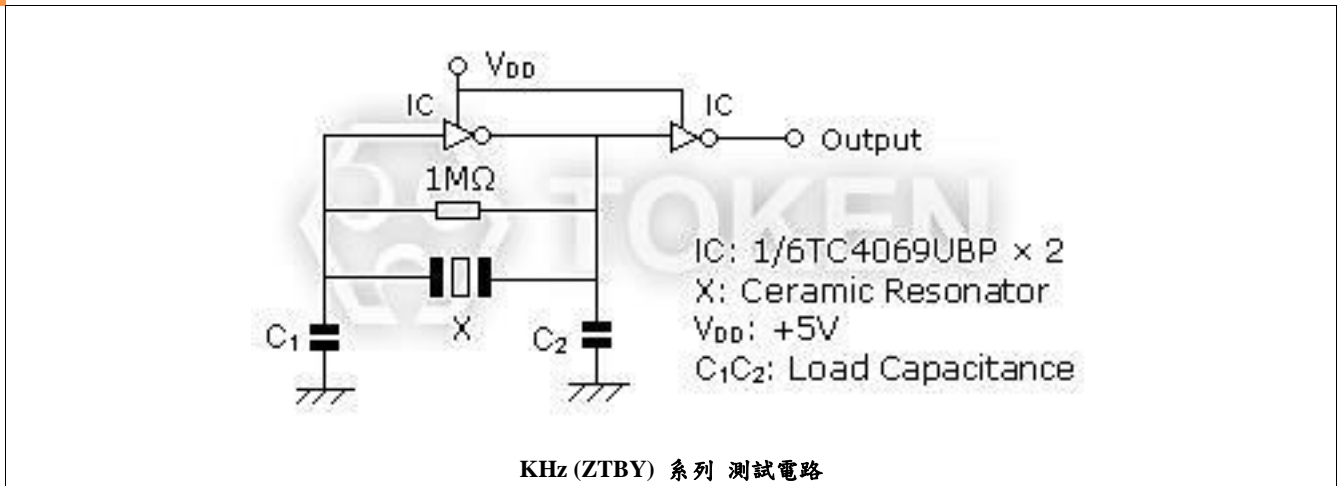 VDD
IC
IC
Output
1MΩ
TOKEN
IC: 1/6TC4069UBP × 2
X: Ceramic Resonator
VDD: +5V
C1C2: Load Capacitance
C1
X
C2
KHz (ZTBY) 系列 測試電路